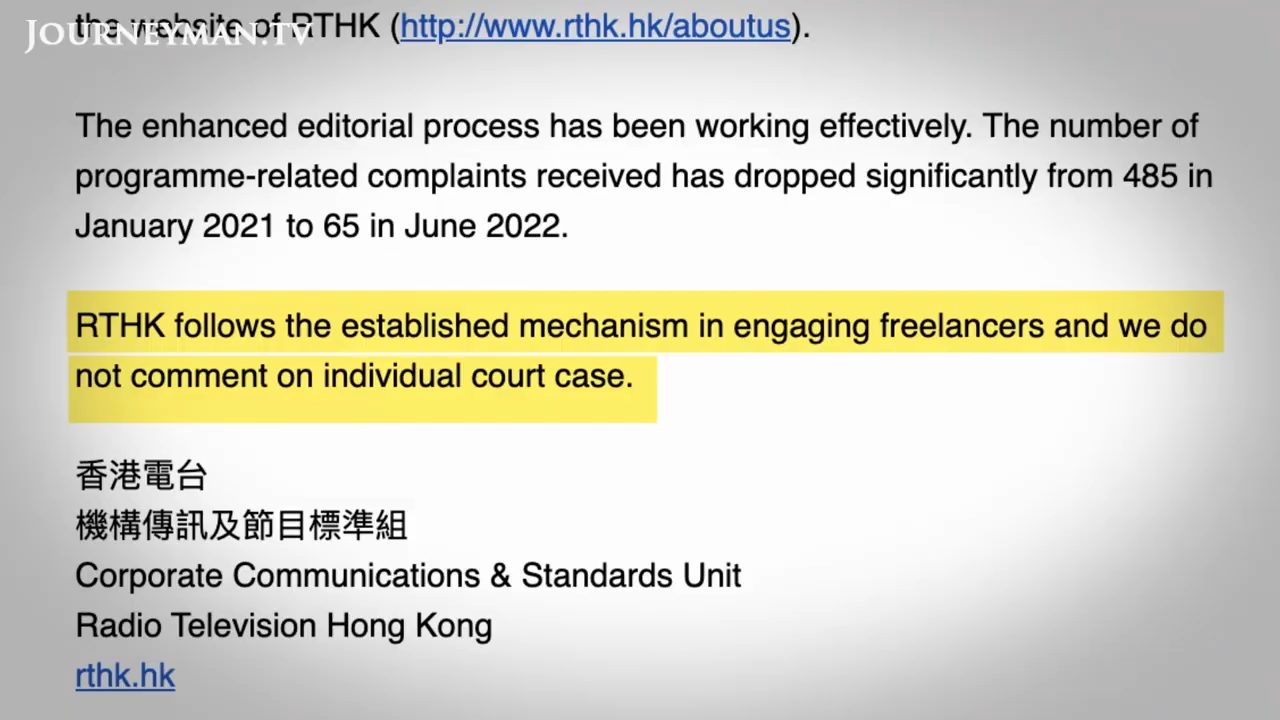 JOURNEYMAN.TV
the website of RTHK (http://www.rthk.hk/aboutus).
The enhanced editorial process has been working effectively. The number of
programme-related complaints received has dropped significantly from 485 in
January 2021 to 65 in June 2022.
RTHK follows the established mechanism in engaging freelancers and we do
not comment on individual court case.
香港電台
機構傳訊及節目標準組
Corporate Communications & Standards Unit
Radio Television Hong Kong
rthk.hk